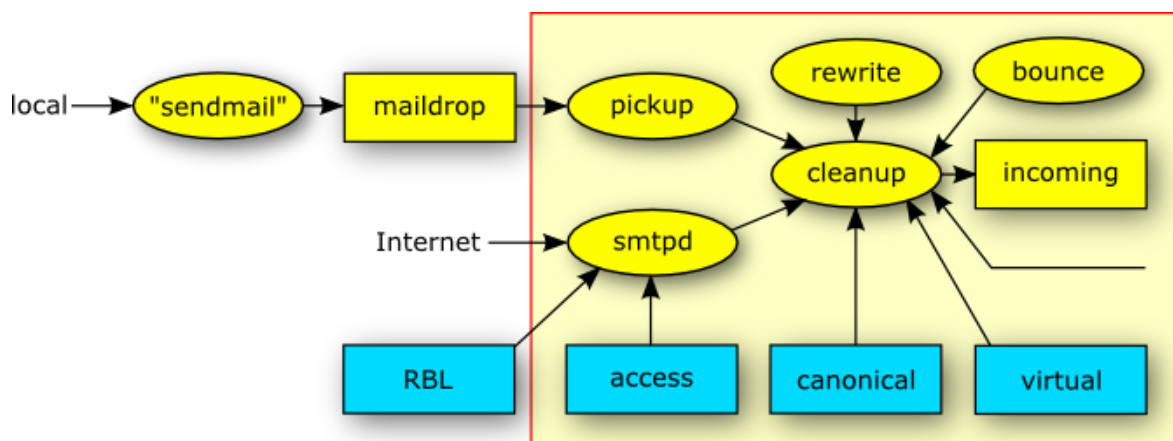 rewrite
bounce
local
"sendmail"
maildrop
pickup
cleanup
incoming
Internet
smtpd
RBL
access
canonical
virtual